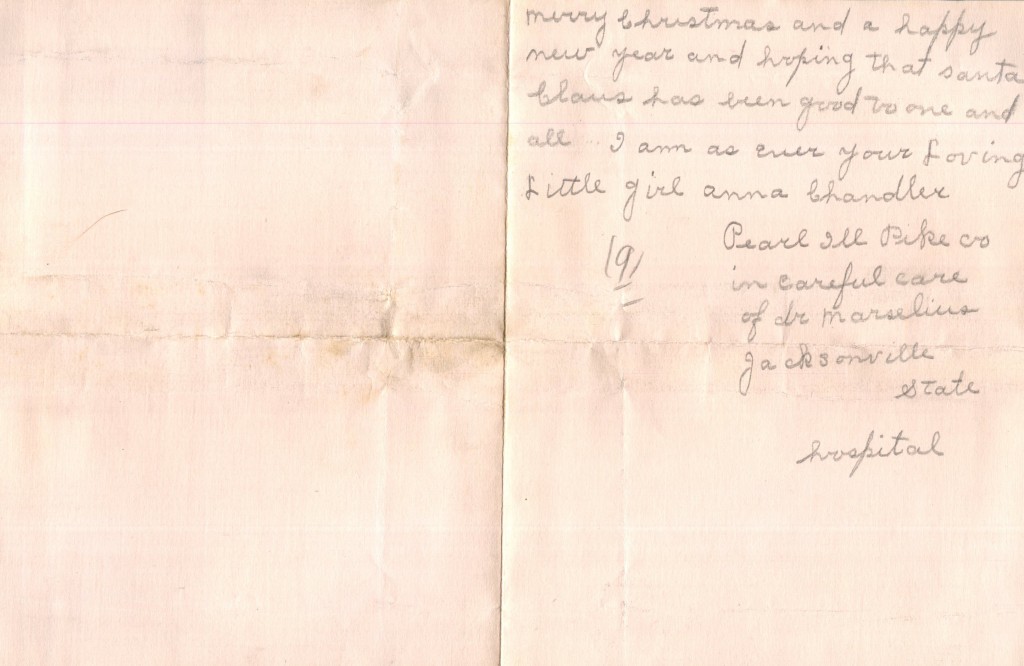 merry Christmas and a happy
new year and hoping that santa
Claus has been good to one and
all I am as ever your Loving
Little girl anna Chandler
Pearl Ill Pike co
in careful care
of dr marselius
Jacksonville
state
hospital